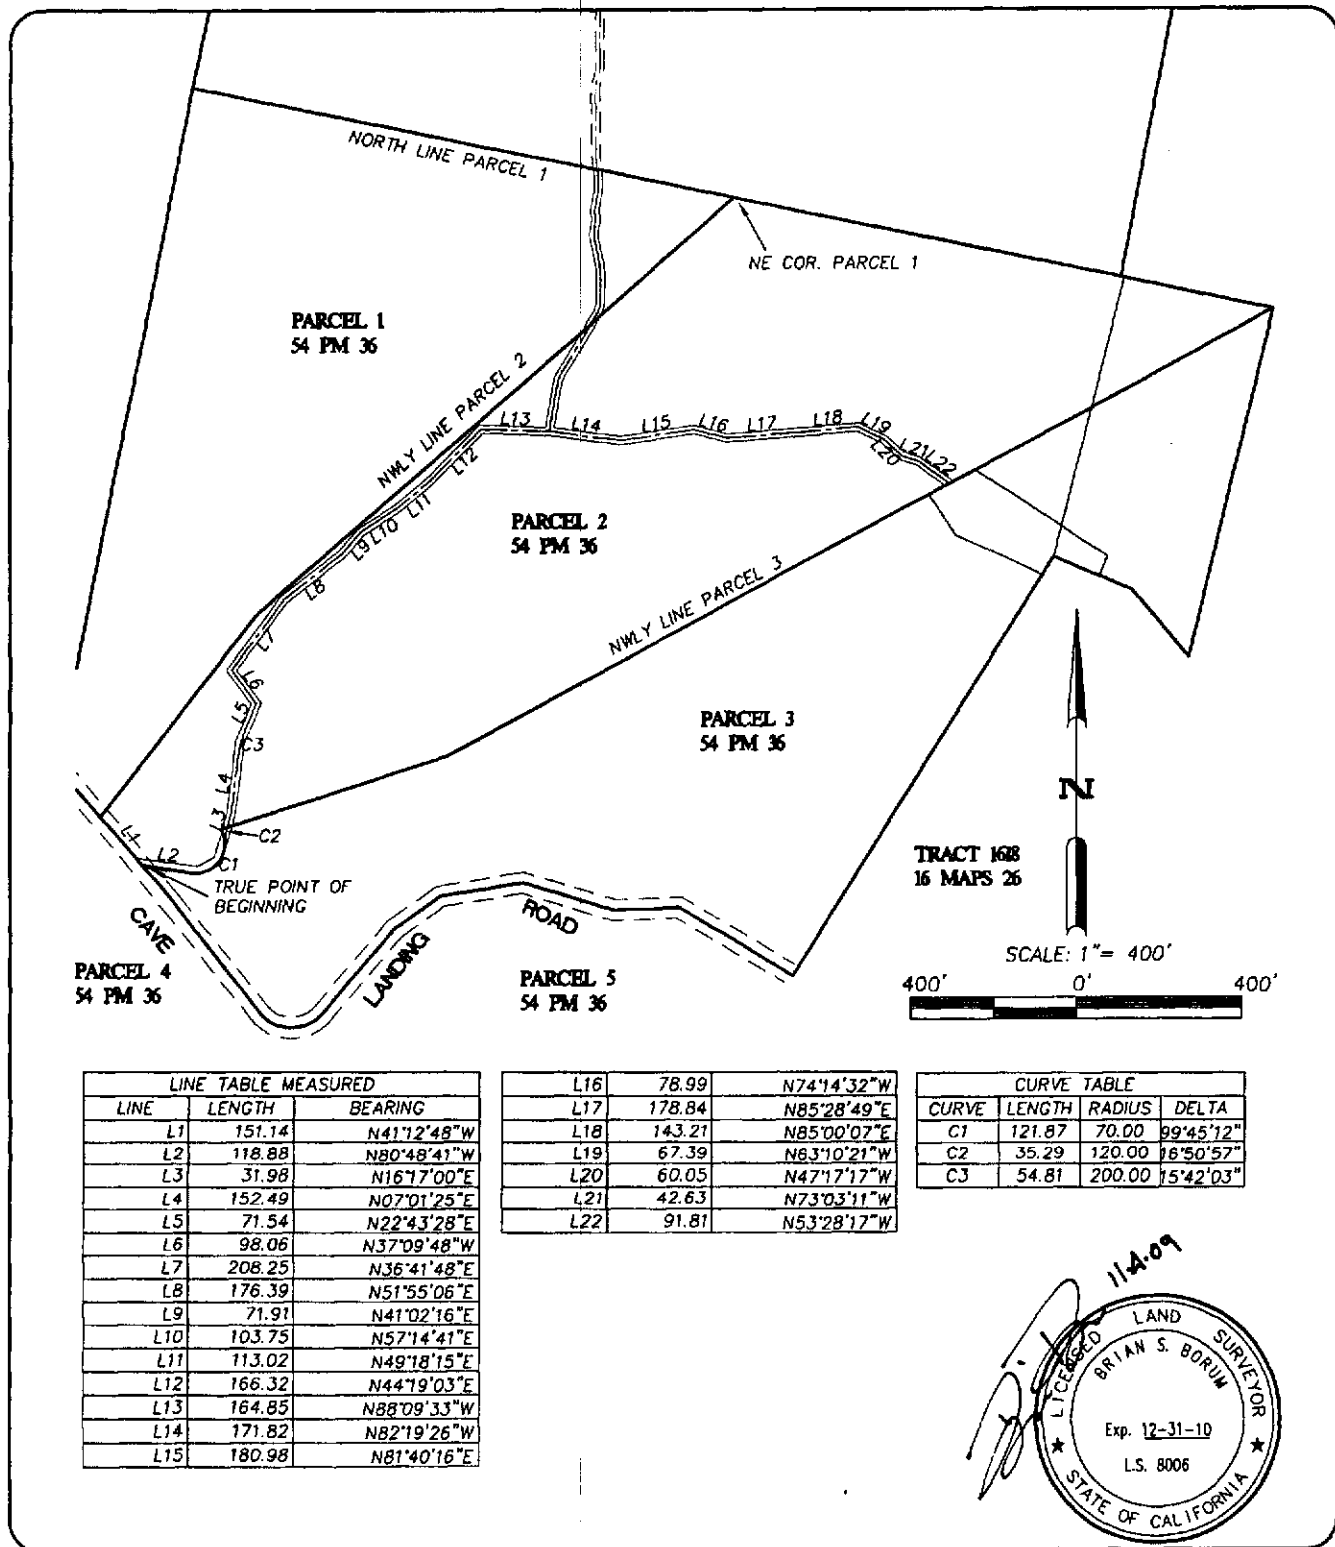 NORTH LINE PARCEL 1
NE COR. PARCEL 1
PARCEL 1
54 PM 36
NWLY LINE PARCEL 2
L13
L14
L15
L16
L17
L18
L19
L20
L21
L22
L12
L11
L10
L9
L8
L7
L6
L5
C3
L4
L3
C2
C1
L1
L2
PARCEL 2
54 PM 36
NWLY LINE PARCEL 3
PARCEL 3
54 PM 36
TRUE POINT OF
BEGINNING
CAVE
LANDING
ROAD
PARCEL 4
54 PM 36
PARCEL 5
54 PM 36
N
TRACT 1618
16 MAPS 26
SCALE: 1"= 400'
400' 0' 400'
LINE TABLE MEASURED
LINE LENGTH BEARING
L1 151.14 N41°12'48"W
L2 118.88 N80°48'41"W
L3 31.98 N16°17'00"E
L4 152.49 N07°01'25"E
L5 71.54 N22°43'28"E
L6 98.06 N37°09'48"W
L7 208.25 N36°41'48"E
L8 176.39 N51°55'06"E
L9 71.91 N41°02'16"E
L10 103.75 N57°14'41"E
L11 113.02 N49°18'15"E
L12 166.32 N44°19'03"E
L13 164.85 N88°09'33"W
L14 171.82 N82°19'26"W
L15 180.98 N81°40'16"E
L16 78.99 N74°14'32"W
L17 178.84 N85°28'49"E
L18 143.21 N85°00'07"E
L19 67.39 N63°10'21"W
L20 60.05 N47°17'17"W
L21 42.63 N73°03'11"W
L22 91.81 N53°28'17"W
CURVE TABLE
CURVE LENGTH RADIUS DELTA
C1 121.87 70.00 99°45'12"
C2 35.29 120.00 16°50'57"
C3 54.81 200.00 15°42'03"
LICENSED LAND SURVEYOR
BRIAN S. BORUM
Exp. 12-31-10
L.S. 8006
STATE OF CALIFORNIA